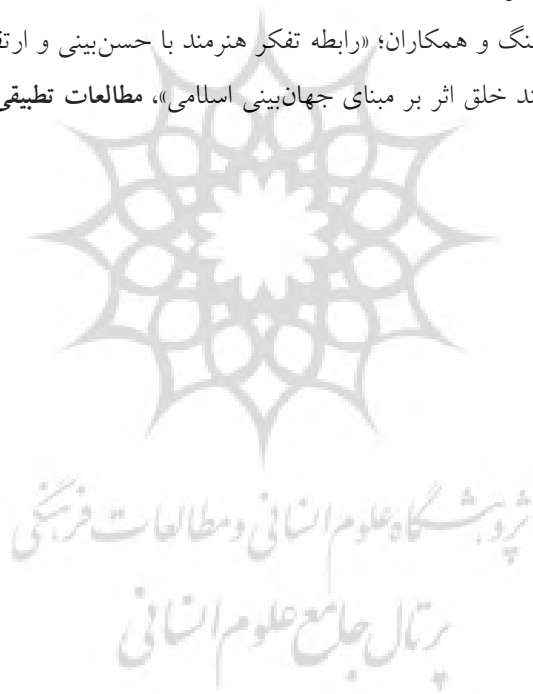 نگ و همکاران؛ «رابطه تفکر هنرمند با حسن‌بینی و ارتق
ند خلق اثر بر مبنای جهان‌بینی اسلامی»، مطالعات تطبیقی
پژوهشگاه علوم انسانی و مطالعات فرهنگی
پرتال جامع علوم انسانی